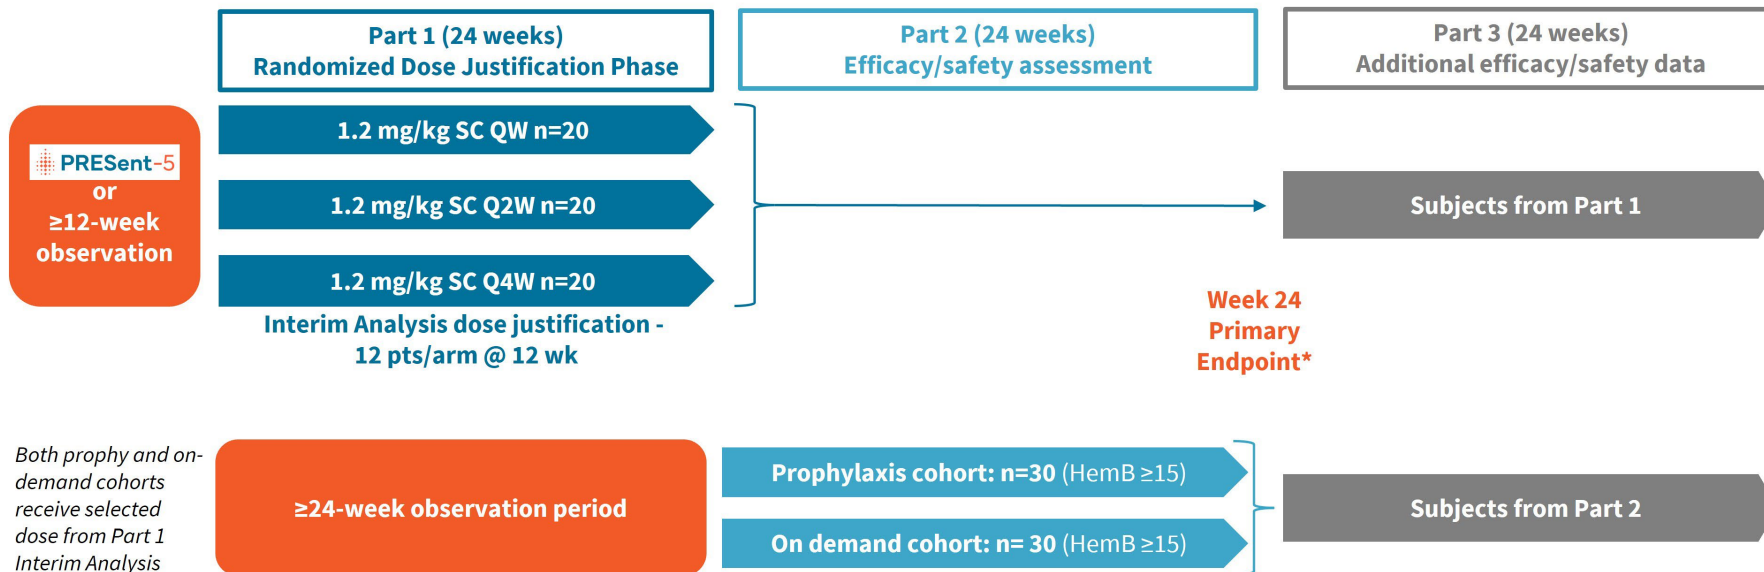 Part 1 (24 weeks)
Randomized Dose Justification Phase
Part 2 (24 weeks)
Efficacy/safety assessment
Part 3 (24 weeks)
Additional efficacy/safety data
PRESent-5
or
≥12-week
observation
1.2 mg/kg SC QW n=20
1.2 mg/kg SC Q2W n=20
1.2 mg/kg SC Q4W n=20
Interim Analysis dose justification -
12 pts/arm @ 12 wk
Subjects from Part 1
Week 24
Primary
Endpoint*
Both prophy and on-
demand cohorts
receive selected
dose from Part 1
Interim Analysis
≥24-week observation period
Prophylaxis cohort: n=30 (HemB ≥15)
On demand cohort: n= 30 (HemB ≥15)
Subjects from Part 2